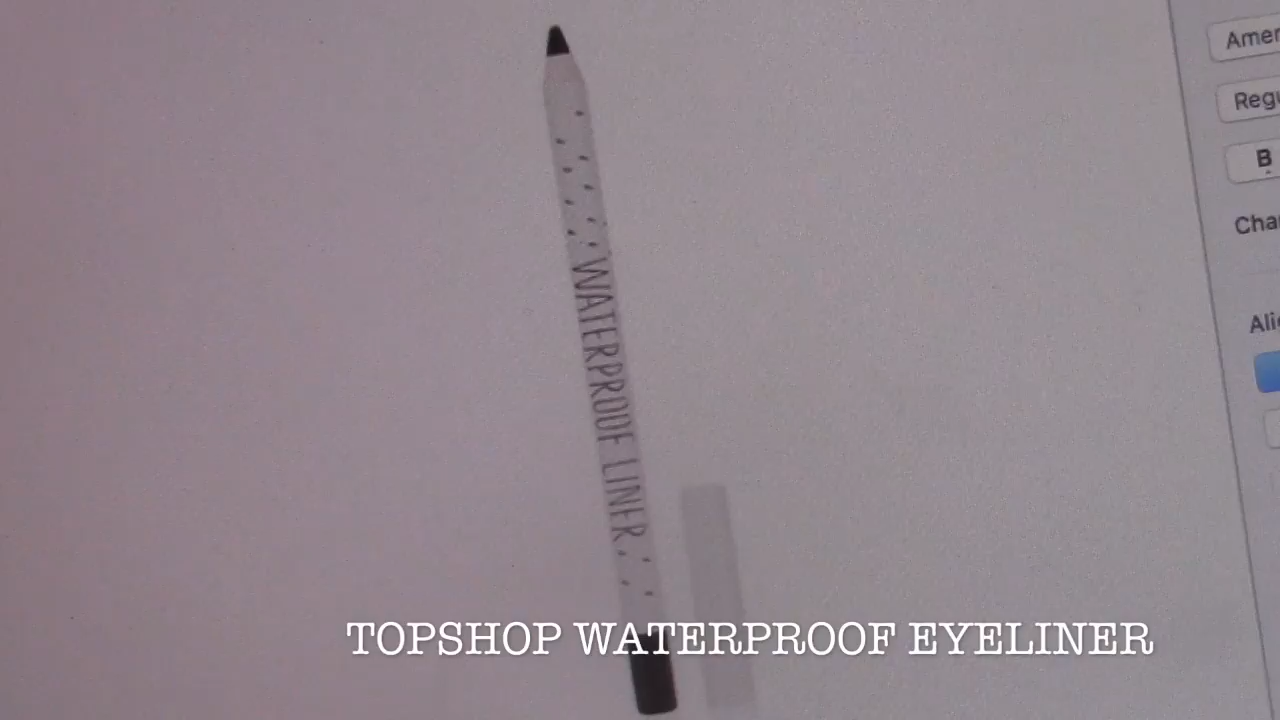 WATERPROOF LINER
TOPSHOP WATERPROOF EYELINER
Amer
Regu
B
Cha
Ali